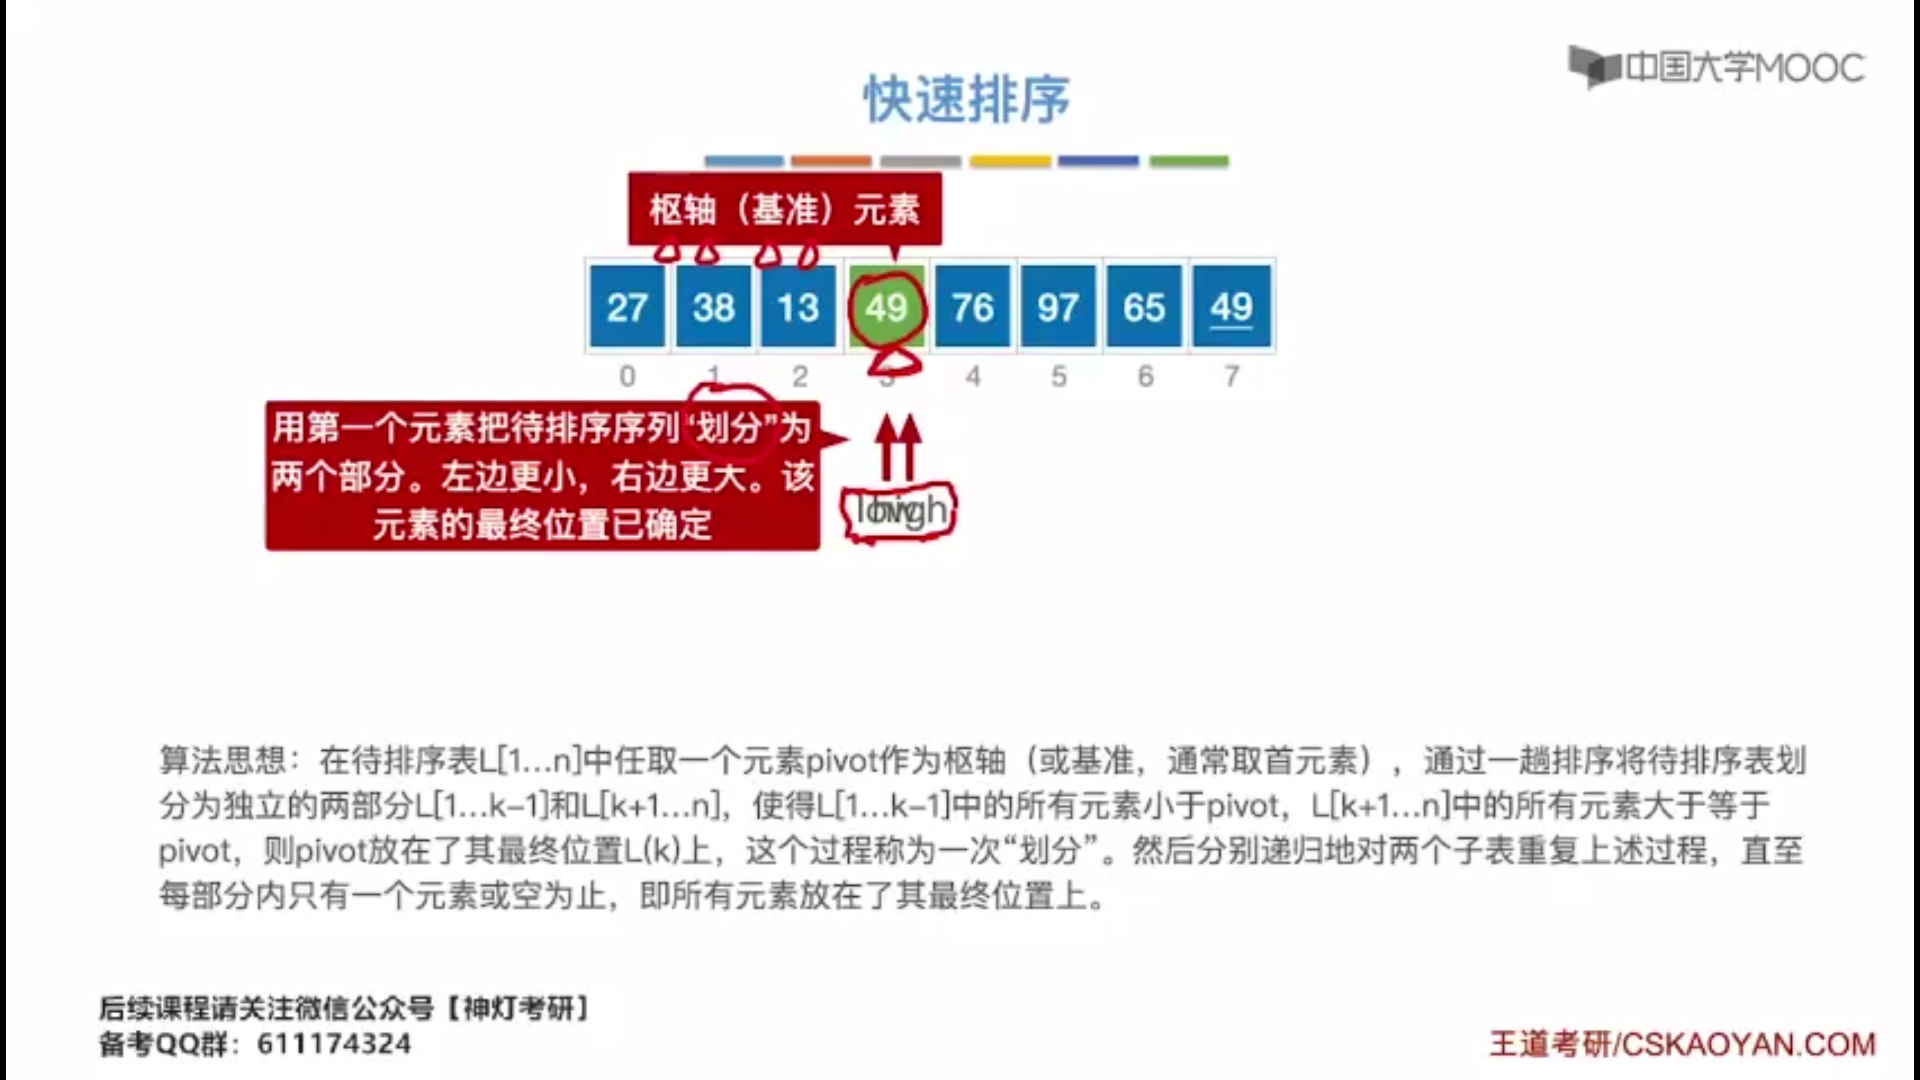 中国大学MOOC
快速排序
枢轴（基准）元素
27 38 13 49 76 97 65 49
0 1 2 3 4 5 6 7
用第一个元素把待排序序列“划分”为
两个部分。左边更小，右边更大。该
元素的最终位置已确定
low high
算法思想：在待排序表L[1…n]中任取一个元素pivot作为枢轴（或基准，通常取首元素），通过一趟排序将待排序表划
分为独立的两部分L[1…k−1]和L[k+1…n]，使得L[1…k−1]中的所有元素小于pivot，L[k+1…n]中的所有元素大于等于
pivot，则pivot放在了其最终位置L(k)上，这个过程称为一次“划分”。然后分别递归地对两个子表重复上述过程，直至
每部分内只有一个元素或空为止，即所有元素放在了其最终位置上。
后续课程请关注微信公众号【神灯考研】
备考QQ群：611174324
王道考研/CSKAOYAN.COM